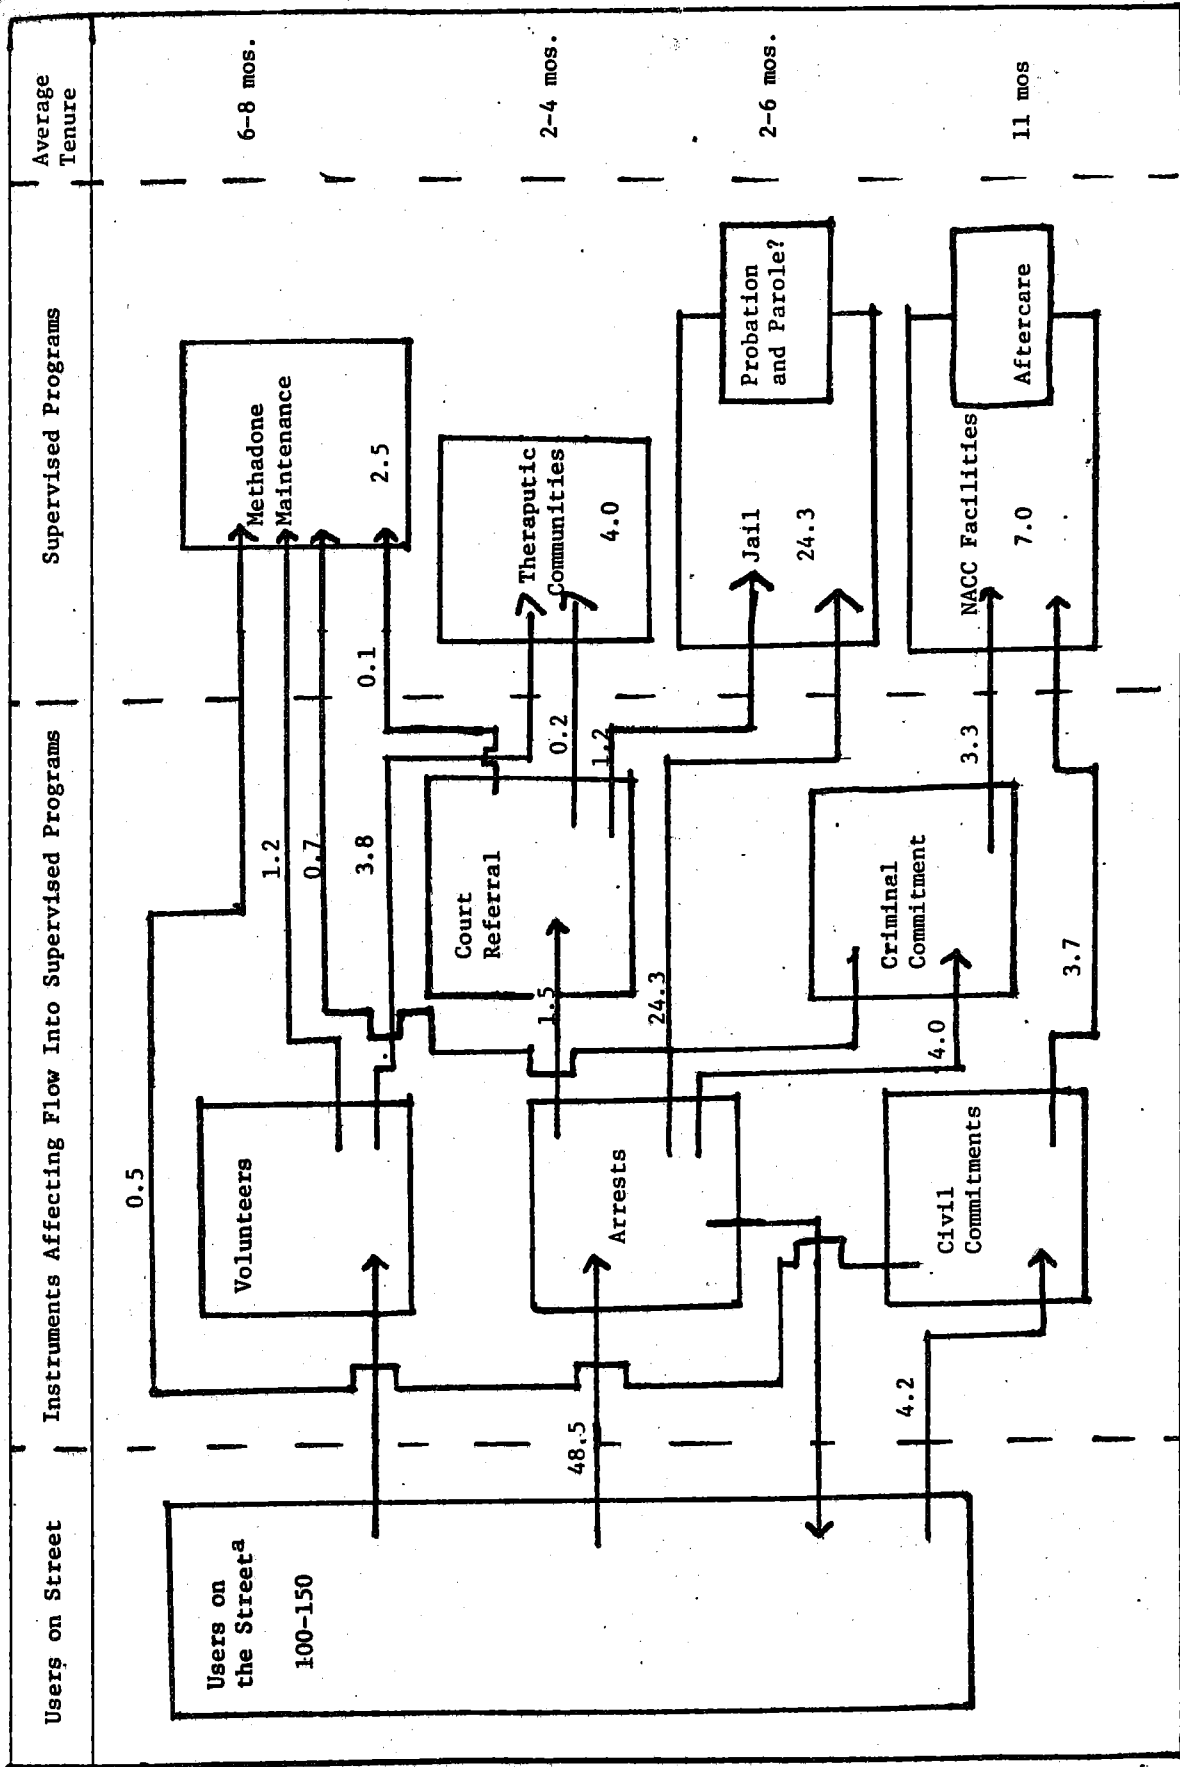 Users on Street
Instruments Affecting Flow Into Supervised Programs
Supervised Programs
Average
Tenure
Users on
the Streetᵃ
100-150
48.5
4.2
0.5
Volunteers
Arrests
Civil
Commitments
1.2
0.7
3.8
1.5
24.3
4.0
3.7
Court
Referral
Criminal
Commitment
0.1
0.2
1.2
3.3
Methadone
Maintenance
2.5
Theraputic
Communities
4.0
Jail
24.3
Probation
and Parole?
NACC Facilities
7.0
Aftercare
6-8 mos.
2-4 mos.
2-6 mos.
11 mos